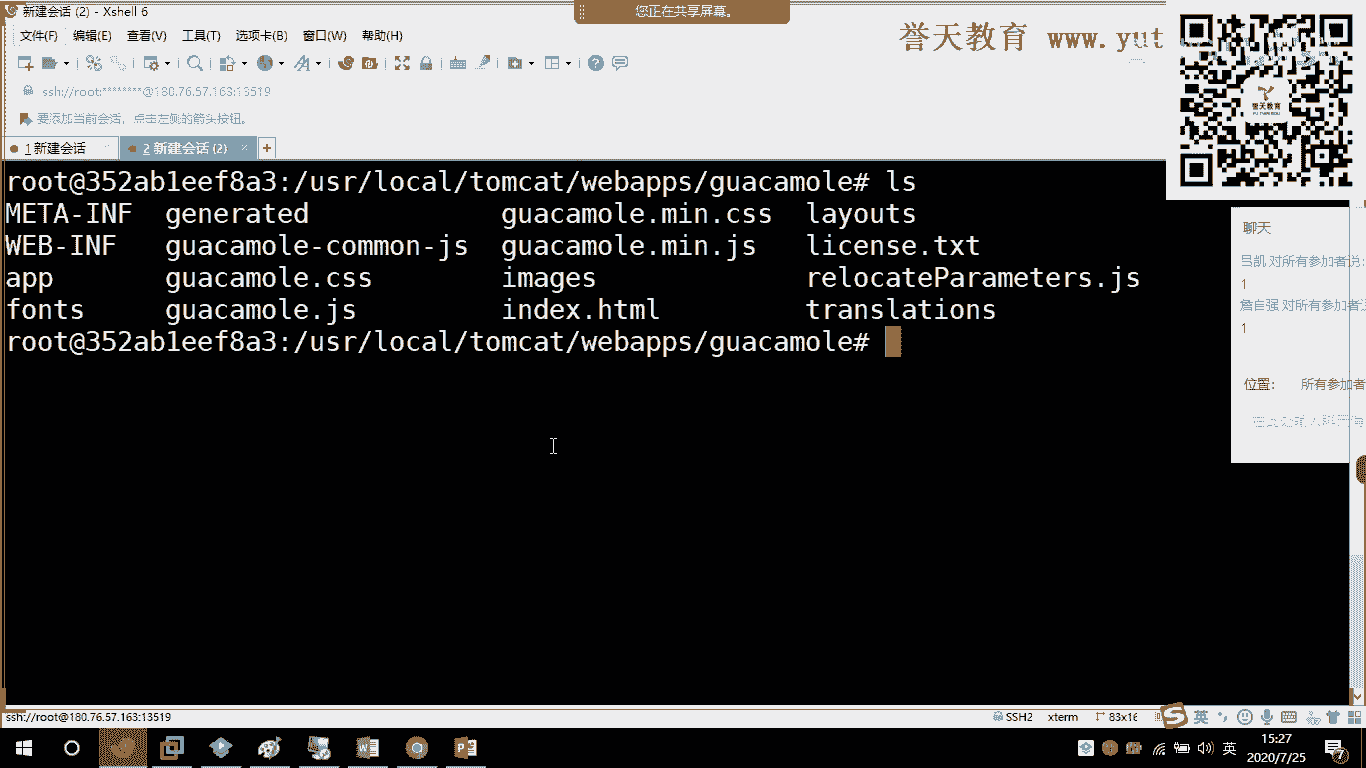 新建会话 (2) - Xshell 6
您正在共享屏幕。
文件(F) 编辑(E) 查看(V) 工具(T) 选项卡(B) 窗口(W) 帮助(H)
誉天教育 www.yut
ssh://root:********@180.76.57.163:13519
要添加当前会话，点击左侧的箭头按钮。
1 新建会话
2 新建会话 (2)
誉天教育
root@352ab1eef8a3:/usr/local/tomcat/webapps/guacamole# ls
META-INF generated guacamole.min.css layouts
WEB-INF guacamole-common-js guacamole.min.js license.txt
app guacamole.css images relocateParameters.js
fonts guacamole.js index.html translations
root@352ab1eef8a3:/usr/local/tomcat/webapps/guacamole#
聊天
对所有参加者说:
1
詹自强 对所有参加者
1
位置： 所有参加者
ssh://root@180.76.57.163:13519
SSH2 xterm 83x16
英
英
15:27
2020/7/25
7